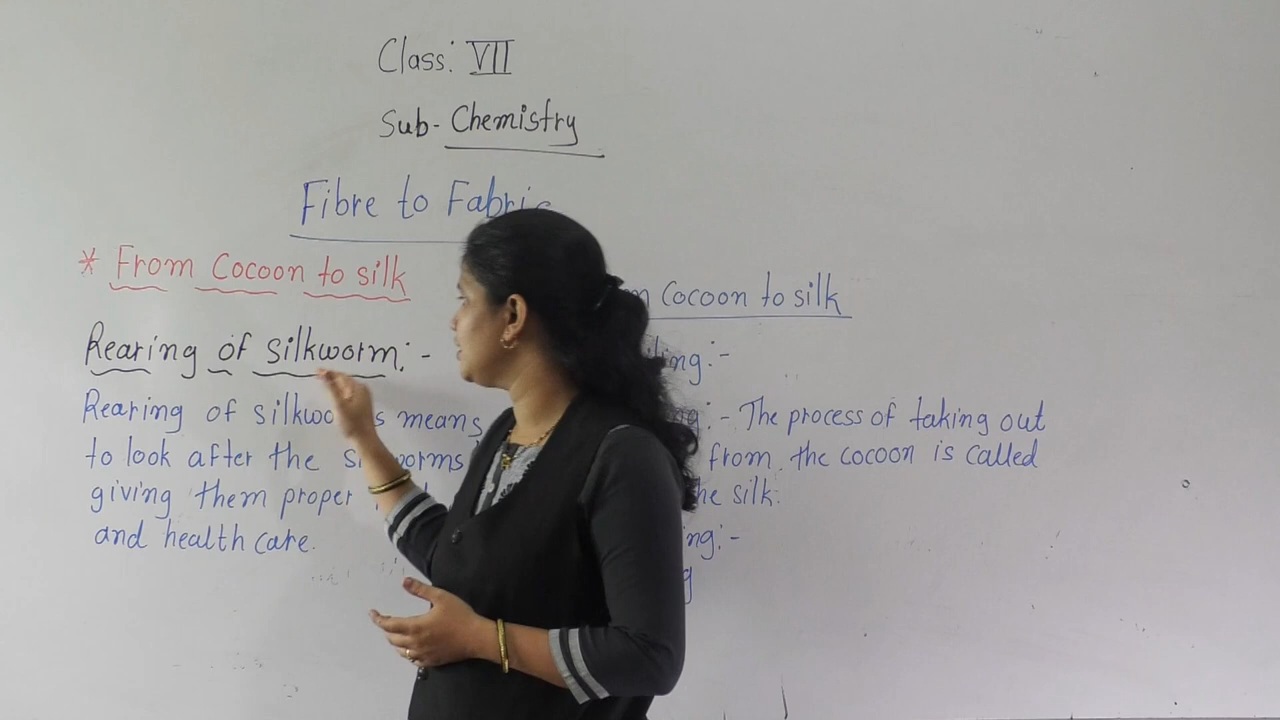 Class: VII
Sub- Chemistry
Fibre to Fabric
* From Cocoon to silk
Rearing of silkworm:-
Rearing of means
to look after the
giving them proper
and health care.
Cocoon to silk
:-
:- The process of taking out
from the cocoon is called
the silk.
:-